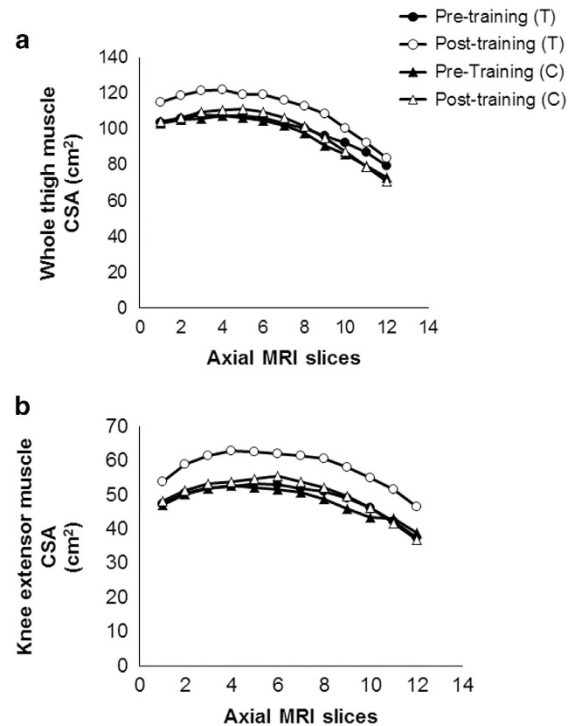 Pre-training (T)
Post-training (T)
Pre-Training (C)
Post-training (C)
a
Whole thigh muscle
CSA (cm²)
140
120
100
80
60
40
20
0
0 2 4 6 8 10 12 14
Axial MRI slices
b
Knee extensor muscle
CSA
(cm²)
70
60
50
40
30
20
10
0
0 2 4 6 8 10 12 14
Axial MRI slices